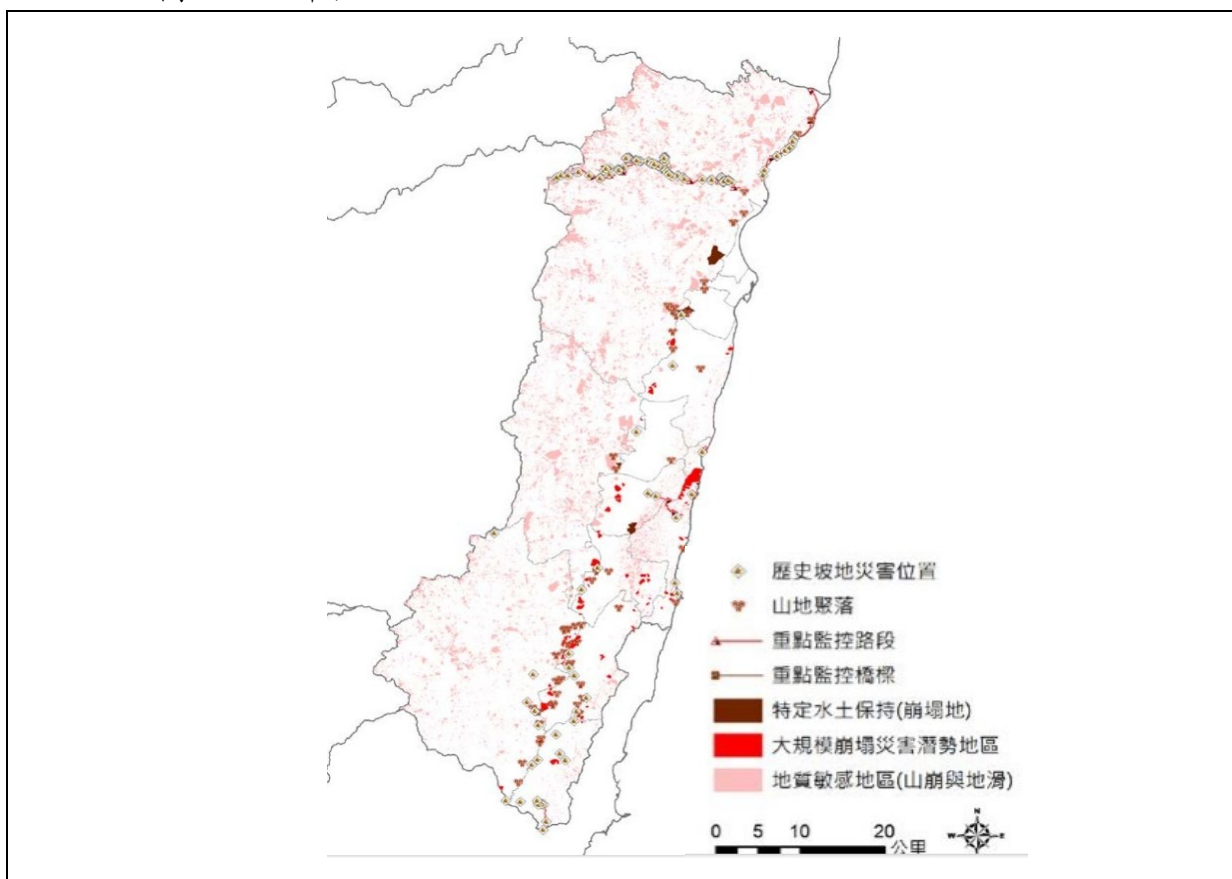 歷史坡地災害位置
山地聚落
重點監控路段
重點監控橋樑
特定水土保持(崩塌地)
大規模崩塌災害潛勢地區
地質敏感地區(山崩與地滑)
N
W E
S
0 5 10 20
公里